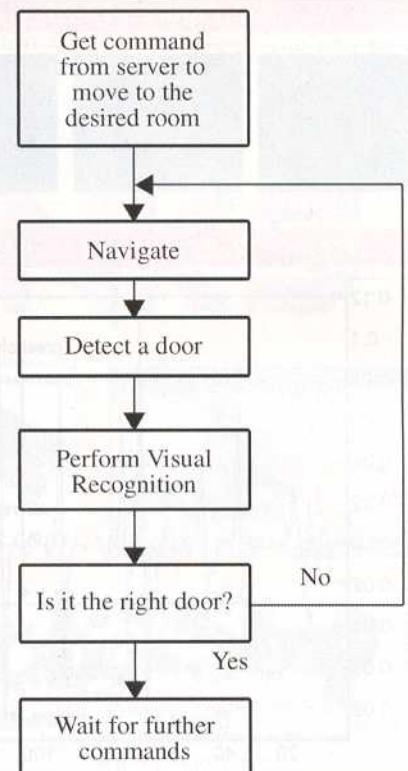 Get command
from server to
move to the
desired room
Navigate
Detect a door
Perform Visual
Recognition
Is it the right door?
No
Yes
Wait for further
commands